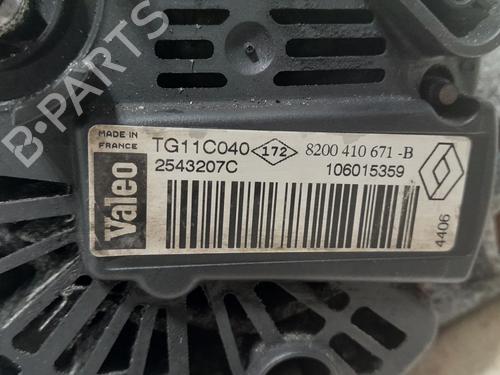 B-PARTS
MADE IN
FRANCE
TG11C040 172 8200 410 671 -B
2543207C 106015359
Valeo
4406